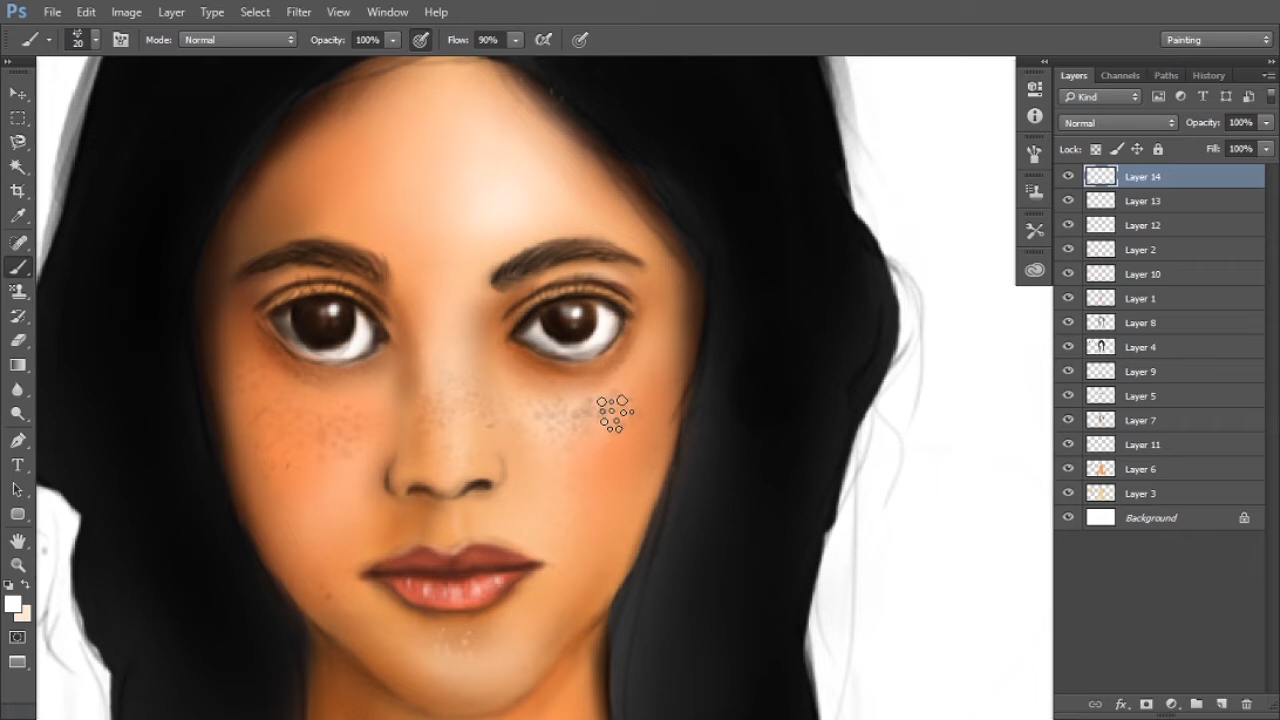 Ps File Edit Image Layer Type Select Filter View Window Help
20 Mode: Normal Opacity: 100% Flow: 90% Painting
Layers Channels Paths History
Kind
Normal Opacity: 100%
Lock: Fill: 100%
Layer 14
Layer 13
Layer 12
Layer 2
Layer 10
Layer 1
Layer 8
Layer 4
Layer 9
Layer 5
Layer 7
Layer 11
Layer 6
Layer 3
Background